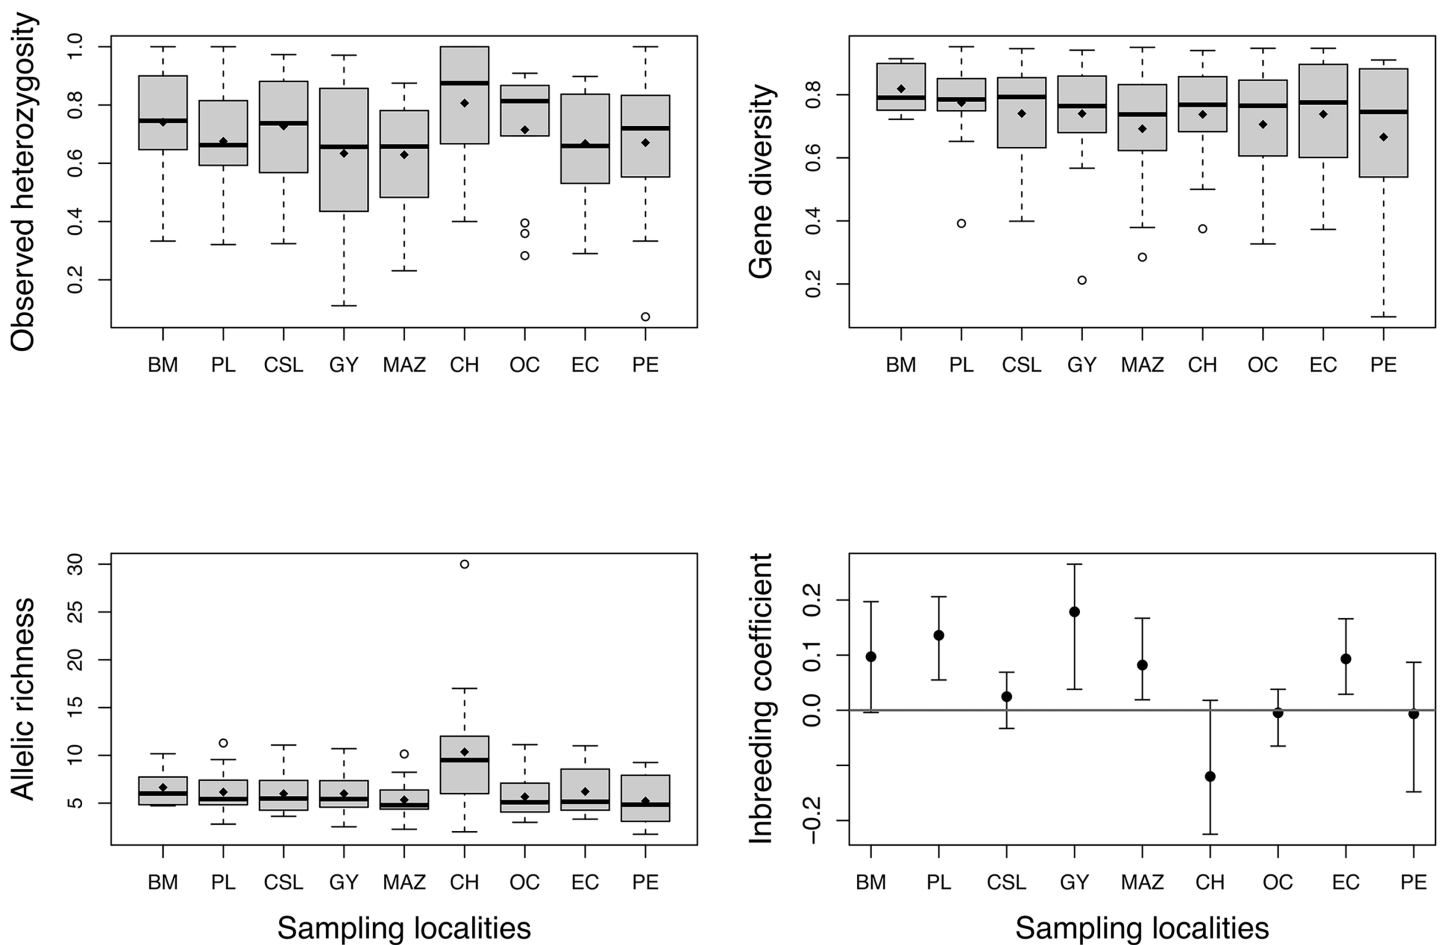 Observed heterozygosity
1.0
0.8
0.6
0.4
0.2
BM PL CSL GY MAZ CH OC EC PE
Gene diversity
0.8
0.6
0.4
0.2
BM PL CSL GY MAZ CH OC EC PE
Allelic richness
30
25
20
15
10
5
BM PL CSL GY MAZ CH OC EC PE
Sampling localities
Inbreeding coefficient
0.2
0.1
0.0
−0.2
BM PL CSL GY MAZ CH OC EC PE
Sampling localities